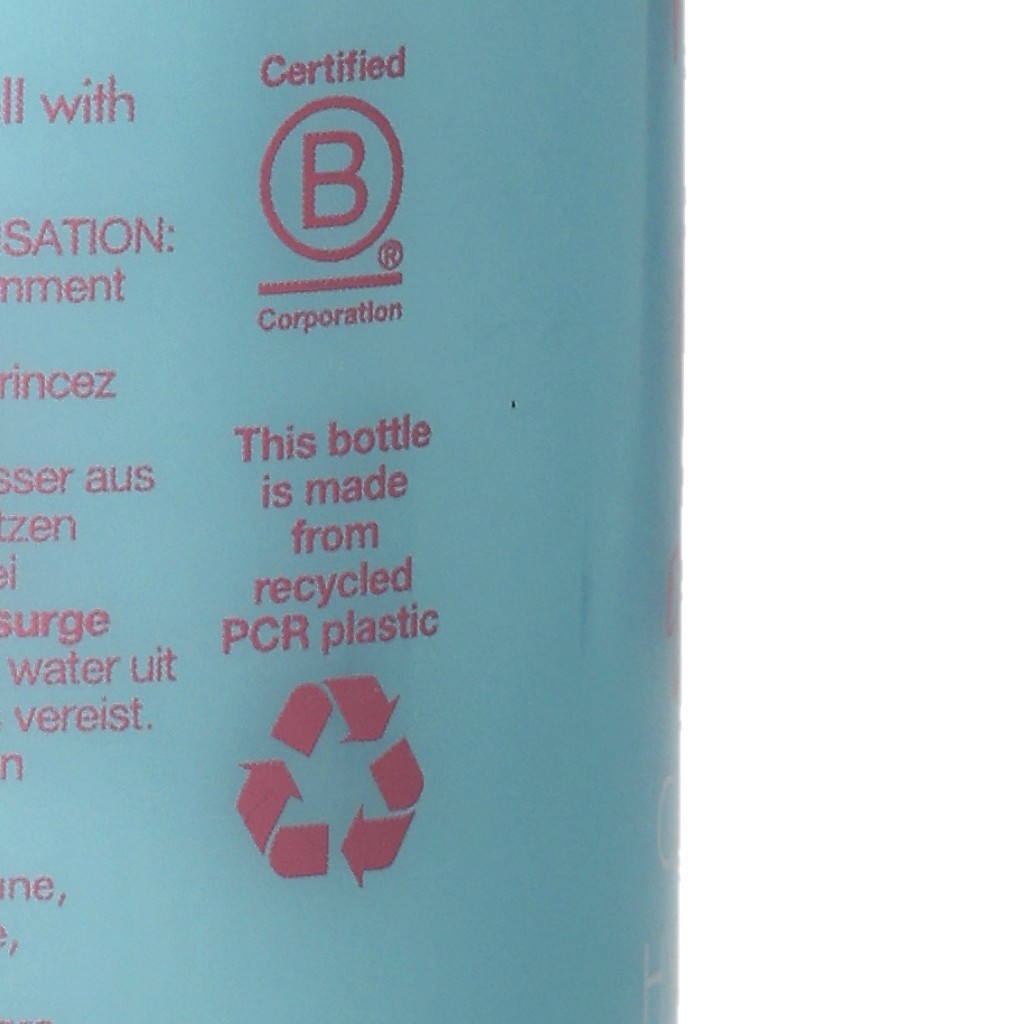 ll with
SATION:
mment
rincez
sser aus
tzen
ei
surge
water uit
vereist.
n
une,
e,
Certified
B®
Corporation
This bottle
is made
from
recycled
PCR plastic